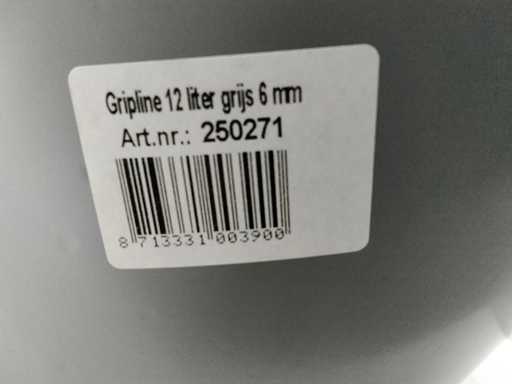 Gripline 12 liter grijs 6 mm
Art.nr.: 250271
8 713331 003900